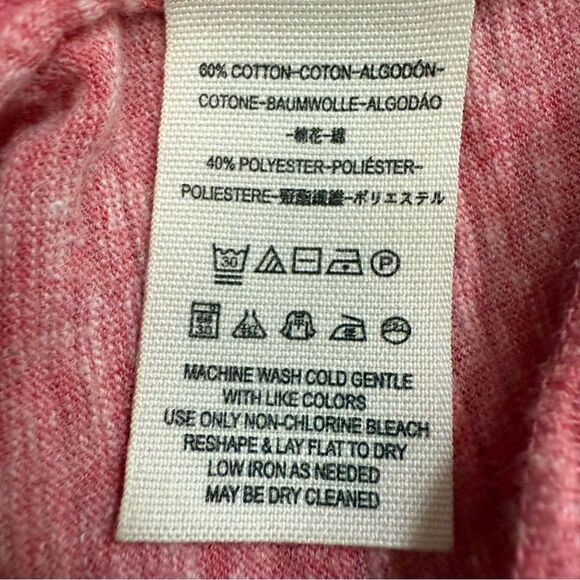 60% COTTON-COTON-ALGODÓN-
COTONE-BAUMWOLLE-ALGODÃO
-棉花-綿
40% POLYESTER-POLIÉSTER-
POLIESTERE-聚酯纖維-ポリエステル
30
P
MACHINE WASH COLD GENTLE
WITH LIKE COLORS
USE ONLY NON-CHLORINE BLEACH
RESHAPE & LAY FLAT TO DRY
LOW IRON AS NEEDED
MAY BE DRY CLEANED